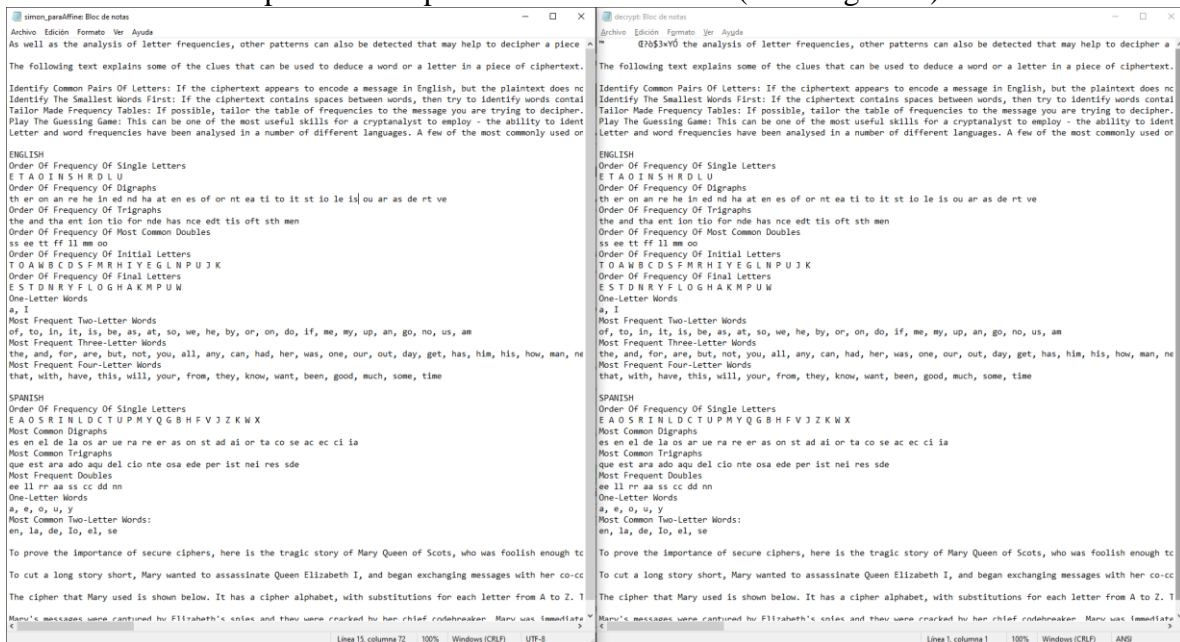 simon_paraAffine: Bloc de notas
Archivo Edición Formato Ver Ayuda
As well as the analysis of letter frequencies, other patterns can also be detected that may help to decipher a piece
The following text explains some of the clues that can be used to deduce a word or a letter in a piece of ciphertext.
Identify Common Pairs Of Letters: If the ciphertext appears to encode a message in English, but the plaintext does
Identify The Smallest Words First: If the ciphertext contains spaces between words, then try to identify words contai
Tailor Made Frequency Tables: If possible, tailor the table of frequencies to the message you are trying to decipher.
Play The Guessing Game: This can be one of the most useful skills for a cryptanalyst to employ - the ability to ident
Letter and word frequencies have been analysed in a number of different languages. A few of the most commonly used on
ENGLISH
Order Of Frequency Of Single Letters
E T A O I N S H R D L U
Order Of Frequency Of Digraphs
th er on an re he in ed nd ha at en es of or nt ea ti to it st io le is ou ar as de rt ve
Order Of Frequency Of Trigraphs
the and tha ent ion tio for nde has nce edt tis oft sth men
Order Of Frequency Of Most Common Doubles
ss ee tt ff ll mm oo
Order Of Frequency Of Initial Letters
T O A W B C D S F M R H I Y E G L N P U J K
Order Of Frequency Of Final Letters
E S T D N R Y F L O G H A K M P U W
One-Letter Words
a, I
Most Frequent Two-Letter Words
of, to, in, it, is, be, as, at, so, we, he, by, or, on, do, if, me, my, up, an, go, no, us, am
Most Frequent Three-Letter Words
the, and, for, are, but, not, you, all, any, can, had, her, was, one, our, out, day, get, has, him, his, how, man, ne
Most Frequent Four-Letter Words
that, with, have, this, will, your, from, they, know, want, been, good, much, some, time
SPANISH
Order Of Frequency Of Single Letters
E A O S R I N L D C T U P M Y Q G B H F V J Z K W X
Most Common Digraphs
es en el de la os ar ue ra re er as on st ad ai or ta co se ac ec ci ia
Most Common Trigraphs
que est ara ado aqu del cio nte osa ede per ist nei res sde
Most Frequent Doubles
ee ll rr aa ss cc dd nn
One-Letter Words
a, e, o, u, y
Most Common Two-Letter Words:
en, la, de, Io, el, se
To prove the importance of secure ciphers, here is the tragic story of Mary Queen of Scots, who was foolish enough
To cut a long story short, Mary wanted to assassinate Queen Elizabeth I, and began exchanging messages with her
The cipher that Mary used is shown below. It has a cipher alphabet, with substitutions for each letter from A to Z.
Mary's messages were captured by Elizabeth's spies and they were cracked by her chief codebreaker. Mary was immediate
Línea 15, columna 72 100% Windows (CRLF) UTF-8
decrypt: Bloc de notas
Archivo Edición Formato Ver Ayuda
the analysis of letter frequencies, other patterns can also be detected that may help to decipher a
The following text explains some of the clues that can be used to deduce a word or a letter in a piece of ciphertext.
Identify Common Pairs Of Letters: If the ciphertext appears to encode a message in English, but the plaintext does
Identify The Smallest Words First: If the ciphertext contains spaces between words, then try to identify words contai
Tailor Made Frequency Tables: If possible, tailor the table of frequencies to the message you are trying to decipher.
Play The Guessing Game: This can be one of the most useful skills for a cryptanalyst to employ - the ability to ident
Letter and word frequencies have been analysed in a number of different languages. A few of the most commonly used on
ENGLISH
Order Of Frequency Of Single Letters
E T A O I N S H R D L U
Order Of Frequency Of Digraphs
th er on an re he in ed nd ha at en es of or nt ea ti to it st io le is ou ar as de rt ve
Order Of Frequency Of Trigraphs
the and tha ent ion tio for nde has nce edt tis oft sth men
Order Of Frequency Of Most Common Doubles
ss ee tt ff ll mm oo
Order Of Frequency Of Initial Letters
T O A W B C D S F M R H I Y E G L N P U J K
Order Of Frequency Of Final Letters
E S T D N R Y F L O G H A K M P U W
One-Letter Words
a, I
Most Frequent Two-Letter Words
of, to, in, it, is, be, as, at, so, we, he, by, or, on, do, if, me, my, up, an, go, no, us, am
Most Frequent Three-Letter Words
the, and, for, are, but, not, you, all, any, can, had, her, was, one, our, out, day, get, has, him, his, how, man, ne
Most Frequent Four-Letter Words
that, with, have, this, will, your, from, they, know, want, been, good, much, some, time
SPANISH
Order Of Frequency Of Single Letters
E A O S R I N L D C T U P M Y Q G B H F V J Z K W X
Most Common Digraphs
es en el de la os ar ue ra re er as on st ad ai or ta co se ac ec ci ia
Most Common Trigraphs
que est ara ado aqu del cio nte osa ede per ist nei res sde
Most Frequent Doubles
ee ll rr aa ss cc dd nn
One-Letter Words
a, e, o, u, y
Most Common Two-Letter Words:
en, la, de, Io, el, se
To prove the importance of secure ciphers, here is the tragic story of Mary Queen of Scots, who was foolish enough
To cut a long story short, Mary wanted to assassinate Queen Elizabeth I, and began exchanging messages with her
The cipher that Mary used is shown below. It has a cipher alphabet, with substitutions for each letter from A to Z.
Mary's messages were captured by Elizabeth's spies and they were cracked by her chief codebreaker. Mary was immediate
Línea 1, columna 1 100% Windows (CRLF) ANSI